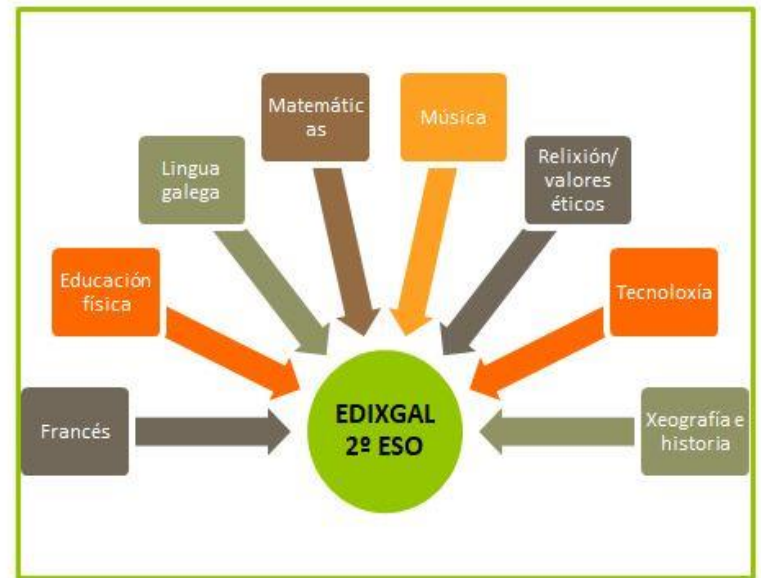 Matemátic
as
Música
Lingua
galega
Relixión/
valores
éticos
Educación
física
Tecnoloxía
Francés
EDIXGAL
2º ESO
Xeografía e
historia